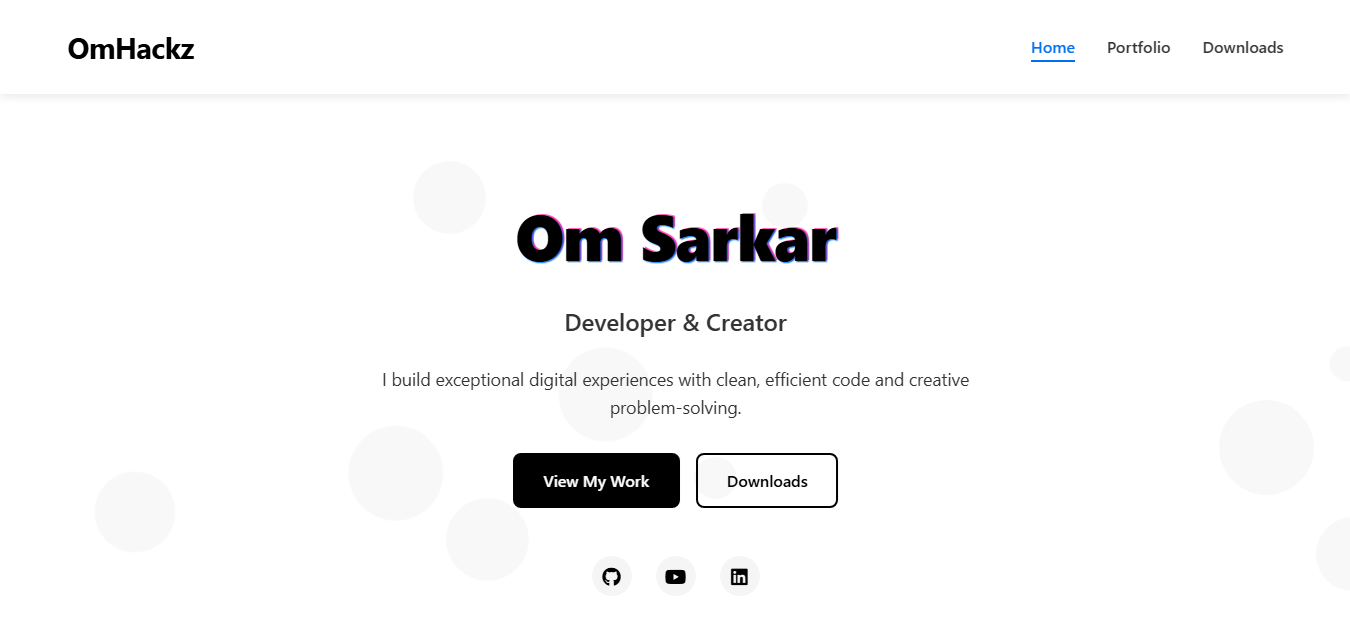 OmHackz
Home
Portfolio
Downloads
Om Sarkar
Developer & Creator
I build exceptional digital experiences with clean, efficient code and creative
problem-solving.
View My Work
Downloads
in